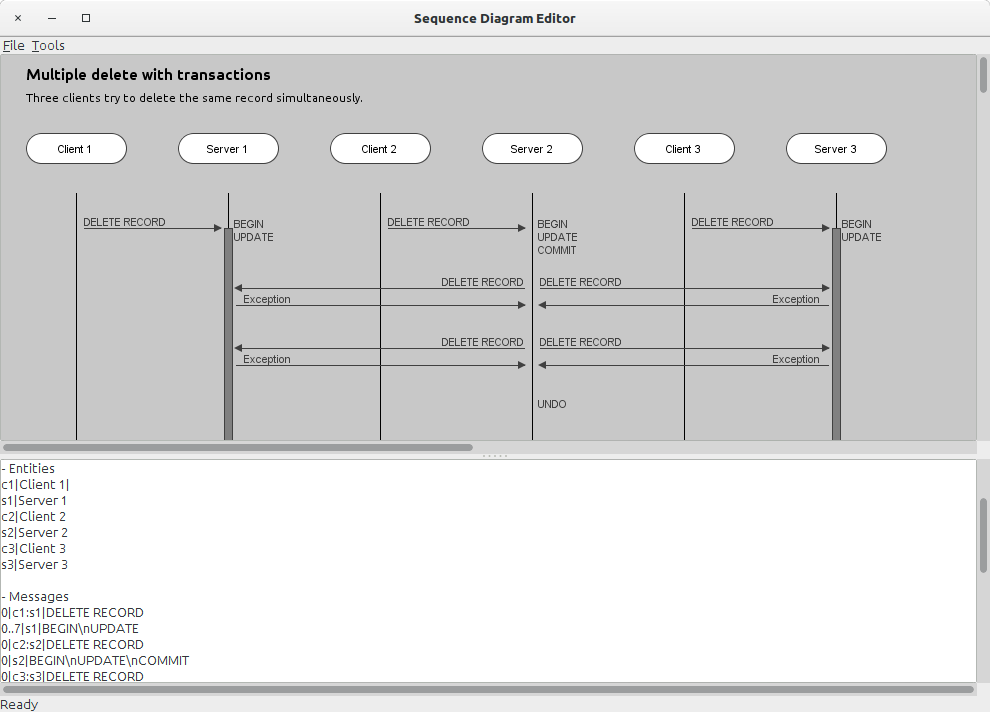 Sequence Diagram Editor
File Tools
Multiple delete with transactions
Three clients try to delete the same record simultaneously.
Client 1 Server 1 Client 2 Server 2 Client 3 Server 3
DELETE RECORD BEGIN DELETE RECORD BEGIN DELETE RECORD BEGIN
UPDATE UPDATE UPDATE
COMMIT
DELETE RECORD DELETE RECORD
Exception Exception
DELETE RECORD DELETE RECORD
Exception Exception
UNDO
- Entities
c1|Client 1|
s1|Server 1
c2|Client 2
s2|Server 2
c3|Client 3
s3|Server 3
- Messages
0|c1:s1|DELETE RECORD
0..7|s1|BEGIN\nUPDATE
0|c2:s2|DELETE RECORD
0|s2|BEGIN\nUPDATE\nCOMMIT
0|c3:s3|DELETE RECORD
Ready